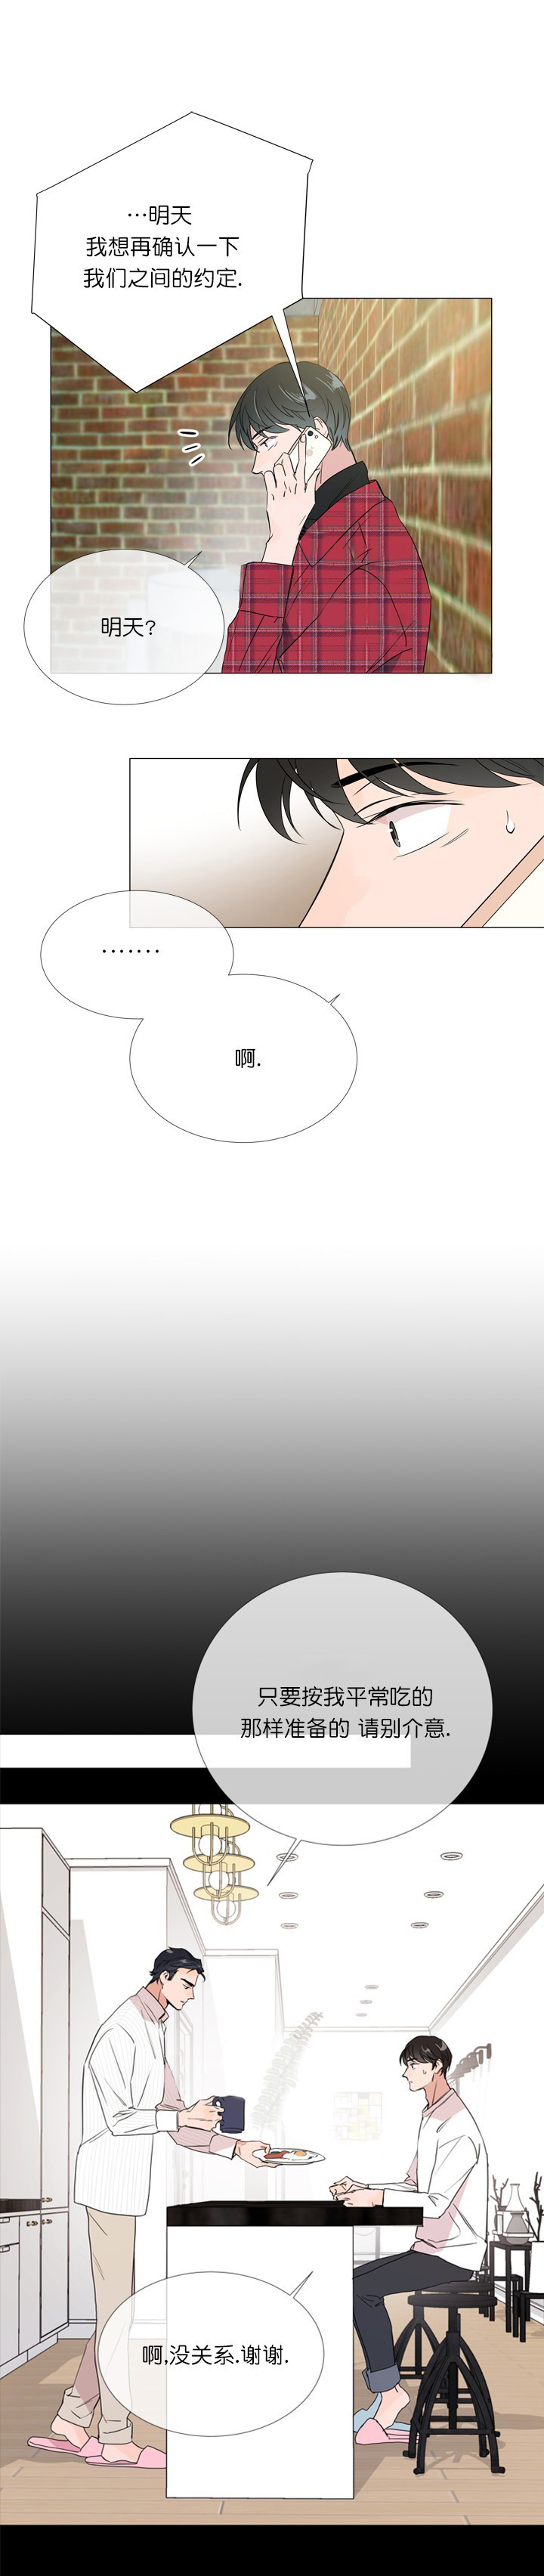 …明天
我想再确认一下
我们之间的约定.
明天?
.......
啊.
只要按我平常吃的
那样准备的 请别介意.
啊,没关系.谢谢.